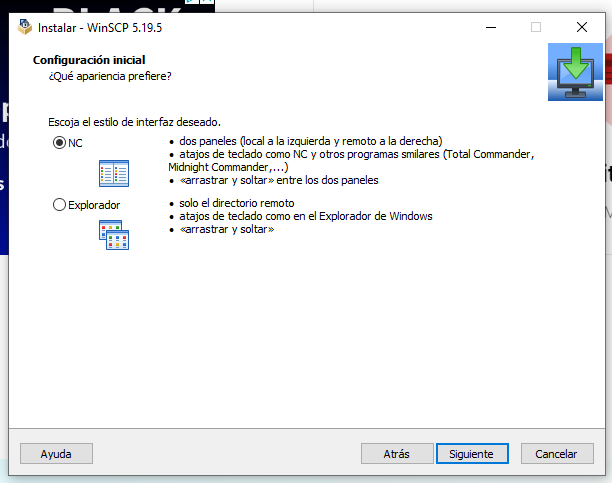 Instalar - WinSCP 5.19.5
Configuración inicial
¿Qué apariencia prefiere?
Escoja el estilo de interfaz deseado.
NC
• dos paneles (local a la izquierda y remoto a la derecha)
• atajos de teclado como NC y otros programas smilares (Total Commander,
Midnight Commander,...)
• «arrastrar y soltar» entre los dos paneles
Explorador
• solo el directorio remoto
• atajos de teclado como en el Explorador de Windows
• «arrastrar y soltar»
Ayuda
Atrás
Siguiente
Cancelar